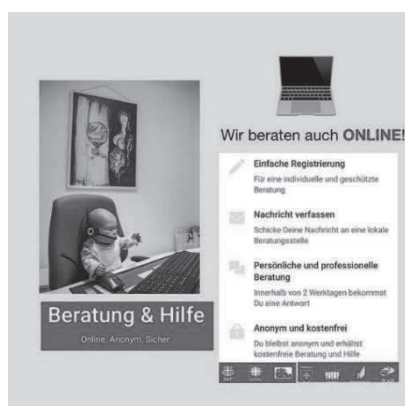 Wir beraten auch ONLINE!
Einfache Registrierung
Für eine individuelle und geschützte
Beratung
Nachricht verfassen
Schicke Deine Nachricht an eine lokale
Beratungsstelle
Persönliche und professionelle
Beratung
Innerhalb von 2 Werktagen bekommst
Du eine Antwort
Anonym und kostenfrei
Du bleibst anonym und erhältst
kostenfreie Beratung und Hilfe
Beratung & Hilfe
Online. Anonym. Sicher.